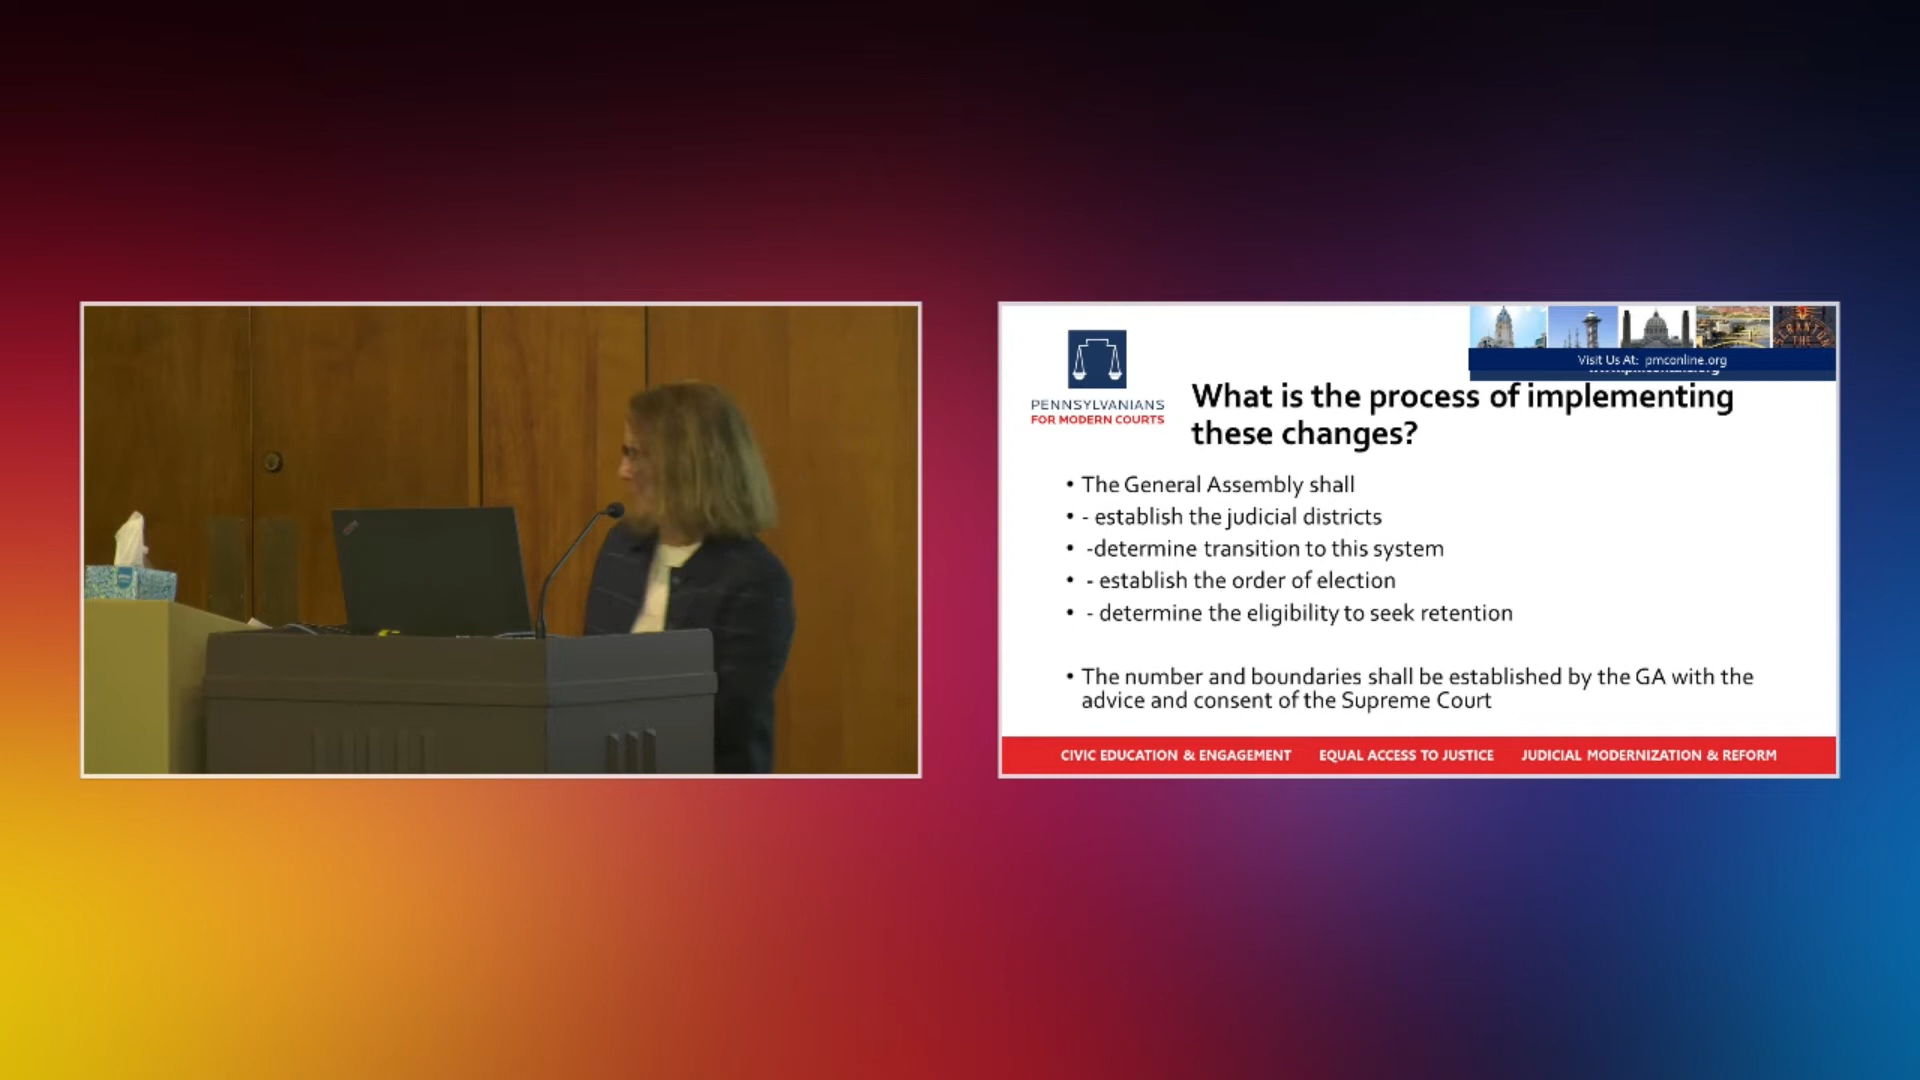 Visit Us At: pmconline.org
PENNSYLVANIANS
FOR MODERN COURTS
What is the process of implementing
these changes?
• The General Assembly shall
• - establish the judicial districts
• -determine transition to this system
• - establish the order of election
• - determine the eligibility to seek retention
• The number and boundaries shall be established by the GA with the
advice and consent of the Supreme Court
CIVIC EDUCATION & ENGAGEMENT EQUAL ACCESS TO JUSTICE JUDICIAL MODERNIZATION & REFORM